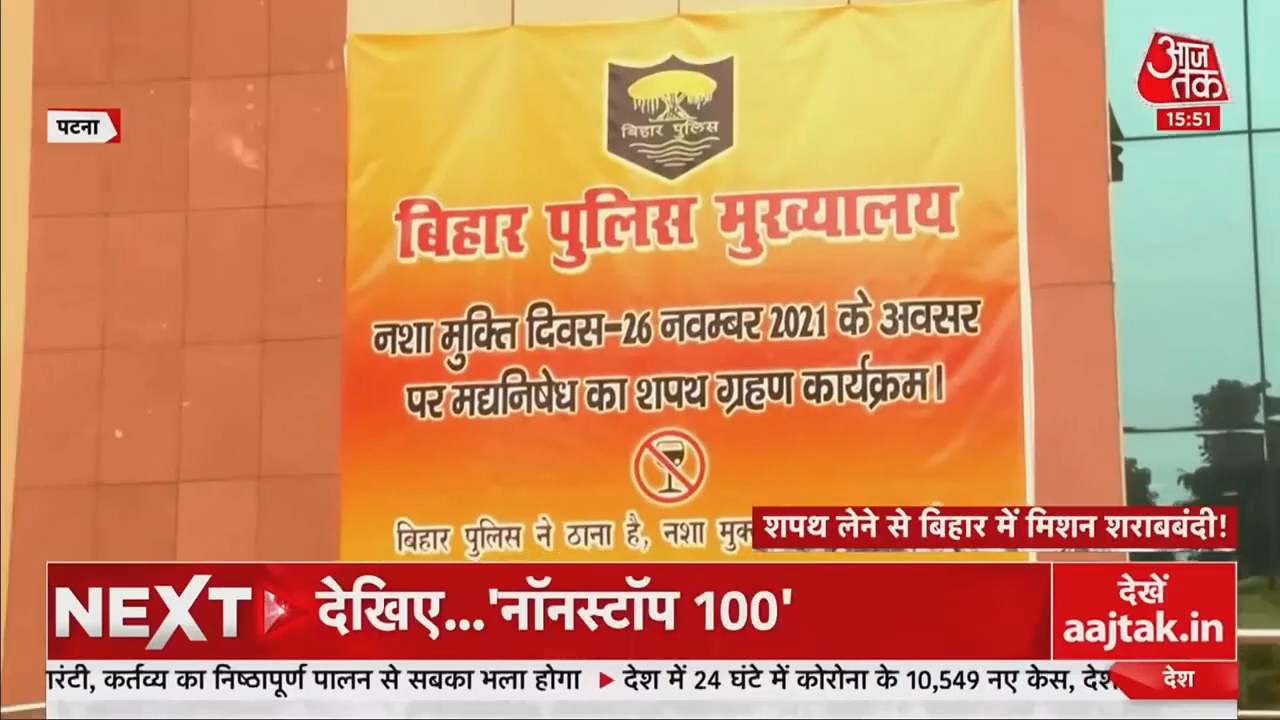 आज तक
15:51
पटना
बिहार पुलिस
बिहार पुलिस मुख्यालय
नशा मुक्ति दिवस-26 नवम्बर 2021 के अवसर
पर मद्यनिषेध का शपथ ग्रहण कार्यक्रम।
बिहार पुलिस ने ठाना है, नशा
शपथ लेने से बिहार में मिशन शराबबंदी!
NEXT देखिए...'नॉनस्टॉप 100'
देखें
aajtak.in
कर्तव्य का निष्ठापूर्ण पालन से सबका भला होगा ▸ देश में 24 घंटे में कोरोना के 10,549 नए केस,
देश